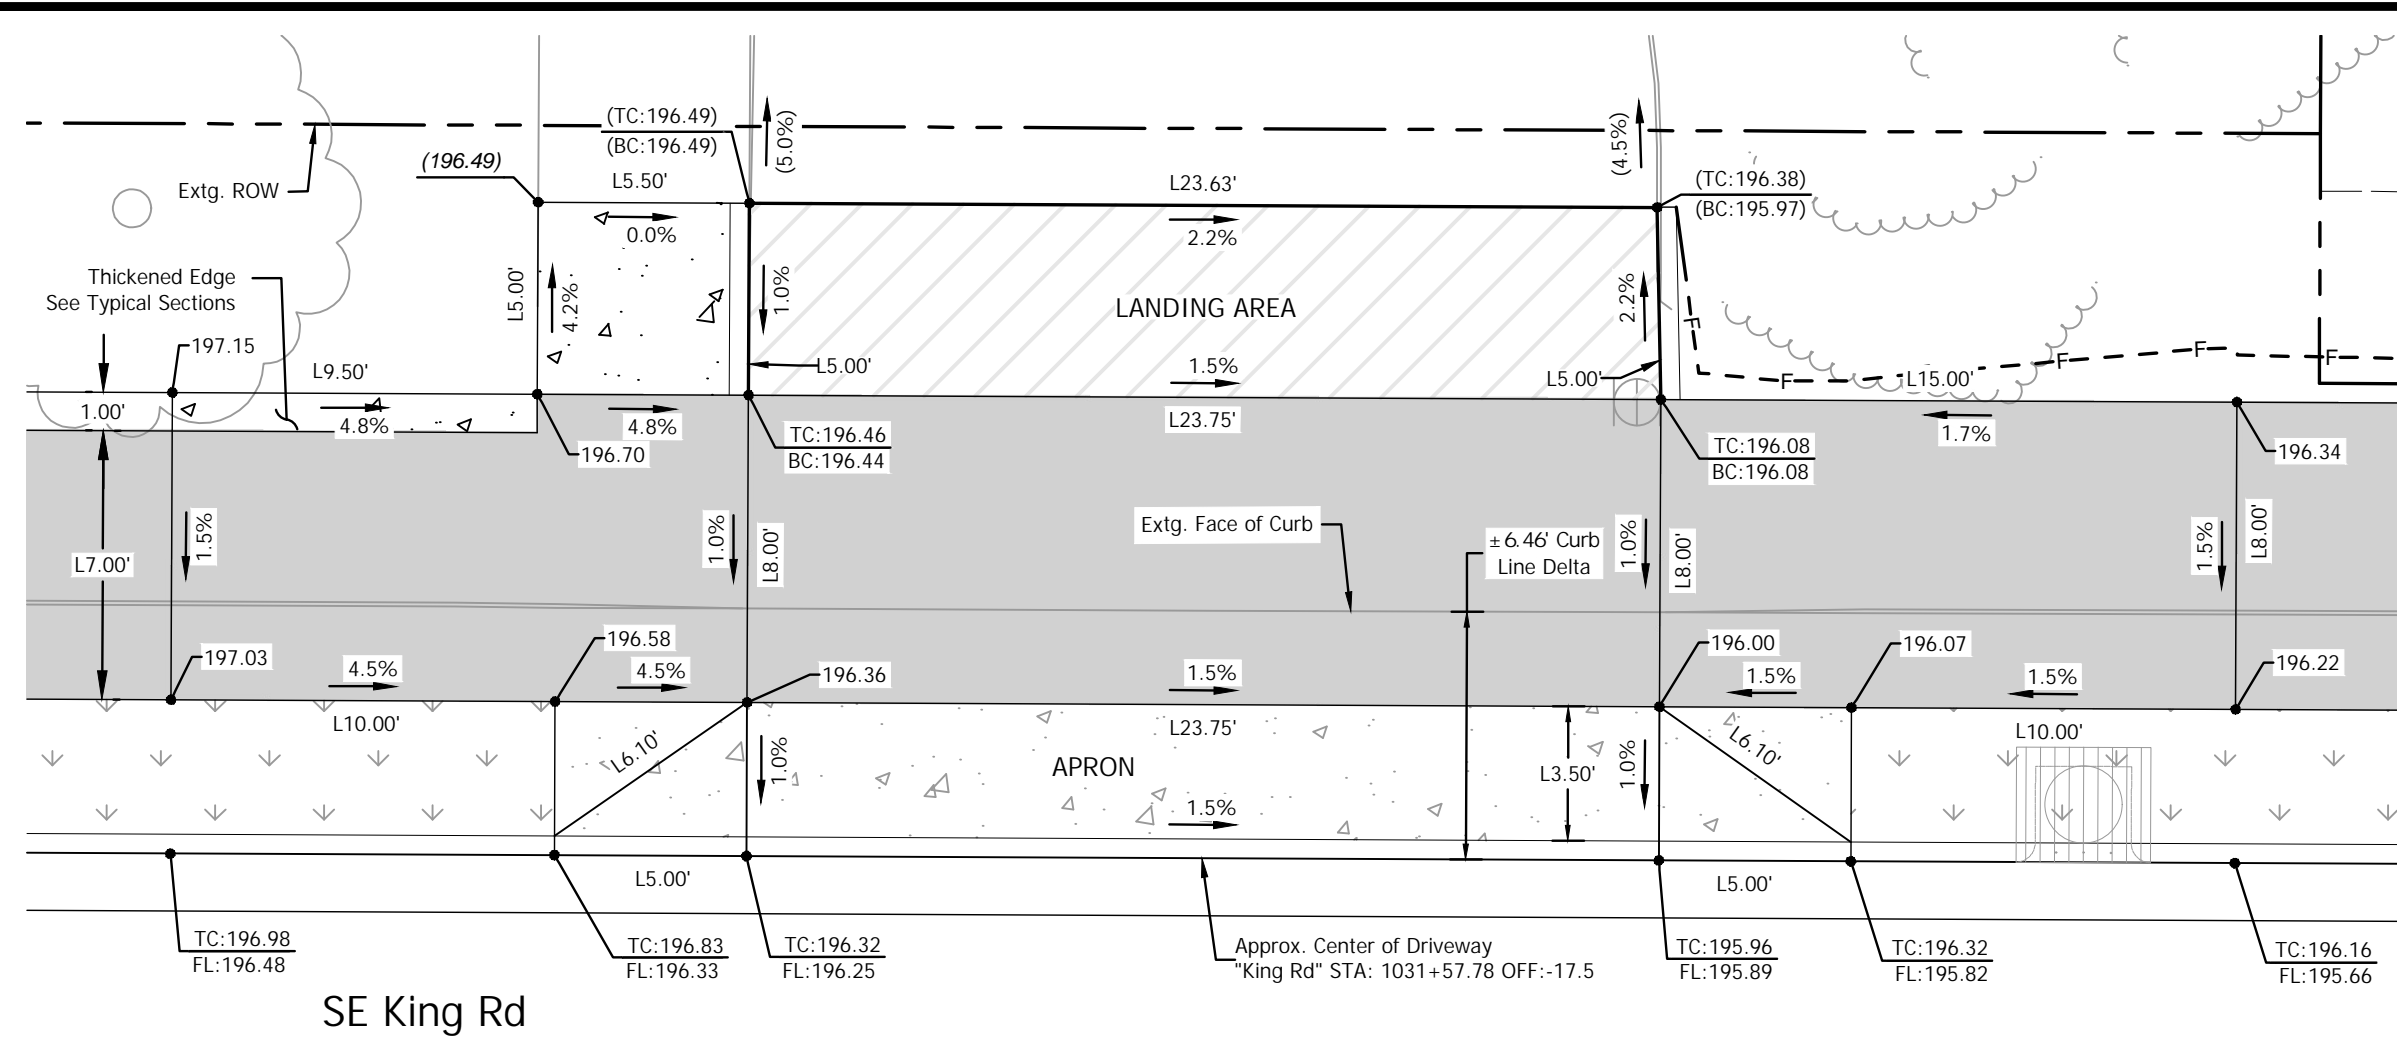 (TC:196.49)
(BC:196.49)
(5.0%)
(4.5%)
(196.49)
Extg. ROW
L5.50'
L23.63'
(TC:196.38)
(BC:195.97)
0.0%
2.2%
Thickened Edge
See Typical Sections
L5.00'
4.2%
1.0%
LANDING AREA
2.2%
F
197.15
L9.50'
L5.00'
1.5%
L5.00'
F
L15.00'
F
F
F
1.00'
4.8%
4.8%
L23.75'
1.7%
196.70
TC:196.46
BC:196.44
TC:196.08
BC:196.08
196.34
L7.00'
1.5%
1.0%
L8.00'
Extg. Face of Curb
±6.46' Curb
Line Delta
1.0%
L8.00'
1.5%
L8.00'
197.03
4.5%
196.58
4.5%
196.36
1.5%
196.00
1.5%
196.07
1.5%
196.22
L10.00'
L6.10'
L23.75'
L6.10'
L10.00'
1.0%
APRON
L3.50'
1.0%
1.5%
L5.00'
L5.00'
TC:196.98
FL:196.48
TC:196.83
FL:196.33
TC:196.32
FL:196.25
Approx. Center of Driveway
"King Rd" STA: 1031+57.78 OFF:-17.5
TC:195.96
FL:195.89
TC:196.32
FL:195.82
TC:196.16
FL:195.66
SE King Rd